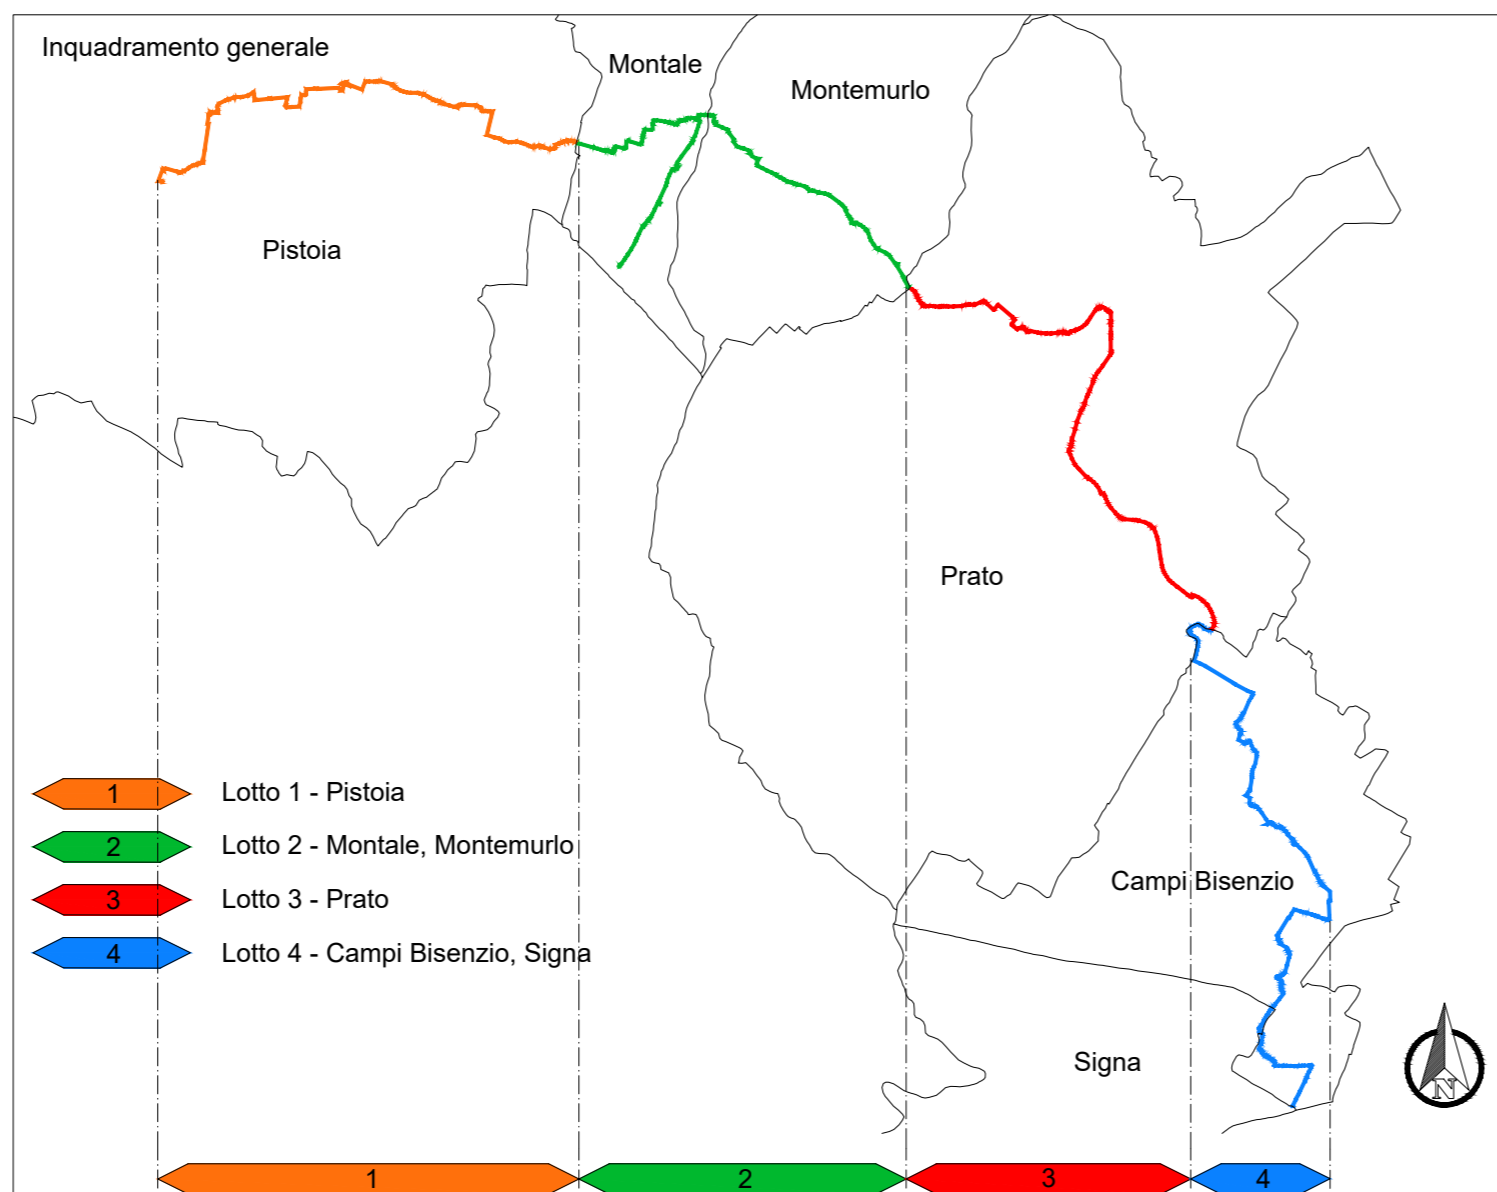 Inquadramento generale
Montale
Montemurlo
Pistoia
Prato
1 Lotto 1 - Pistoia
2 Lotto 2 - Montale, Montemurlo
3 Lotto 3 - Prato
4 Lotto 4 - Campi Bisenzio, Signa
Campi Bisenzio
Signa
N
1 2 3 4